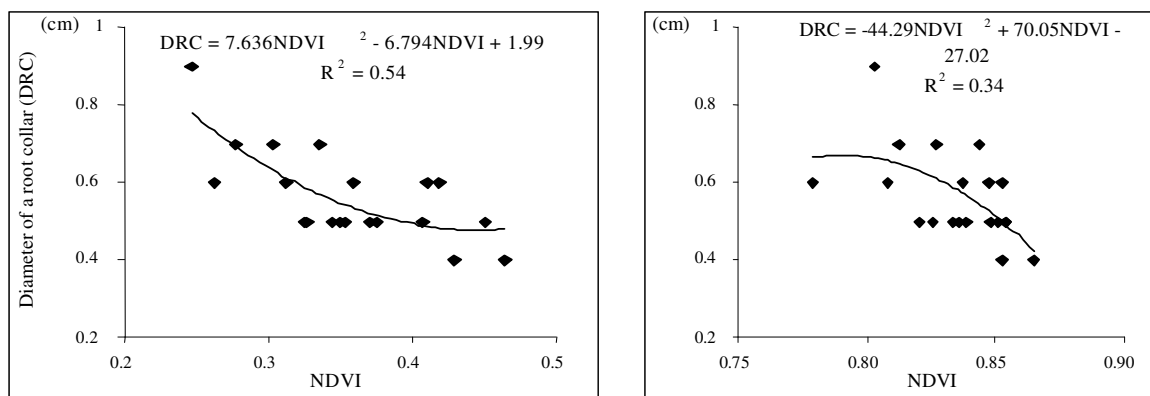 (cm)
1
DRC = 7.636NDVI 2 - 6.794NDVI + 1.99
R2 = 0.54
0.8
0.6
0.4
0.2
0.2 0.3 0.4 0.5
NDVI
Diameter of a root collar (DRC)
(cm)
1
DRC = -44.29NDVI 2 + 70.05NDVI -
27.02
R2 = 0.34
0.8
0.6
0.4
0.2
0.75 0.80 0.85 0.90
NDVI